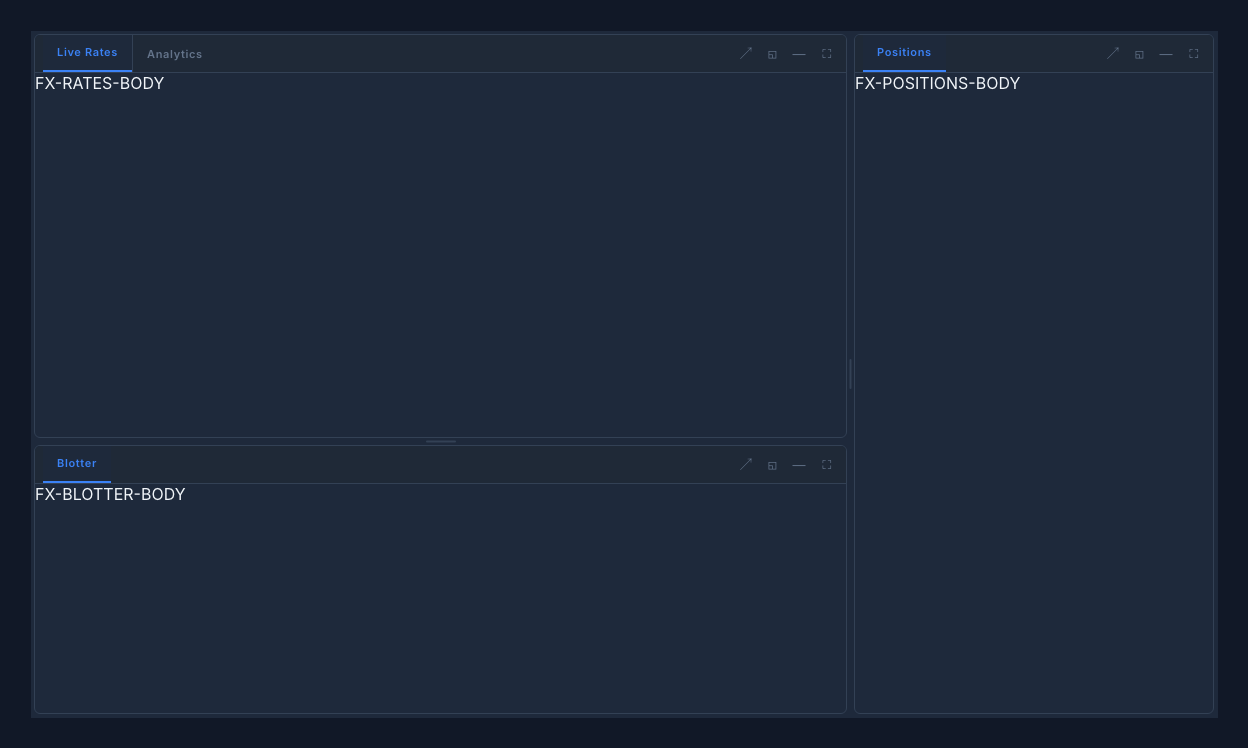 Live Rates Analytics
FX-RATES-BODY
Blotter
FX-BLOTTER-BODY
Positions
FX-POSITIONS-BODY